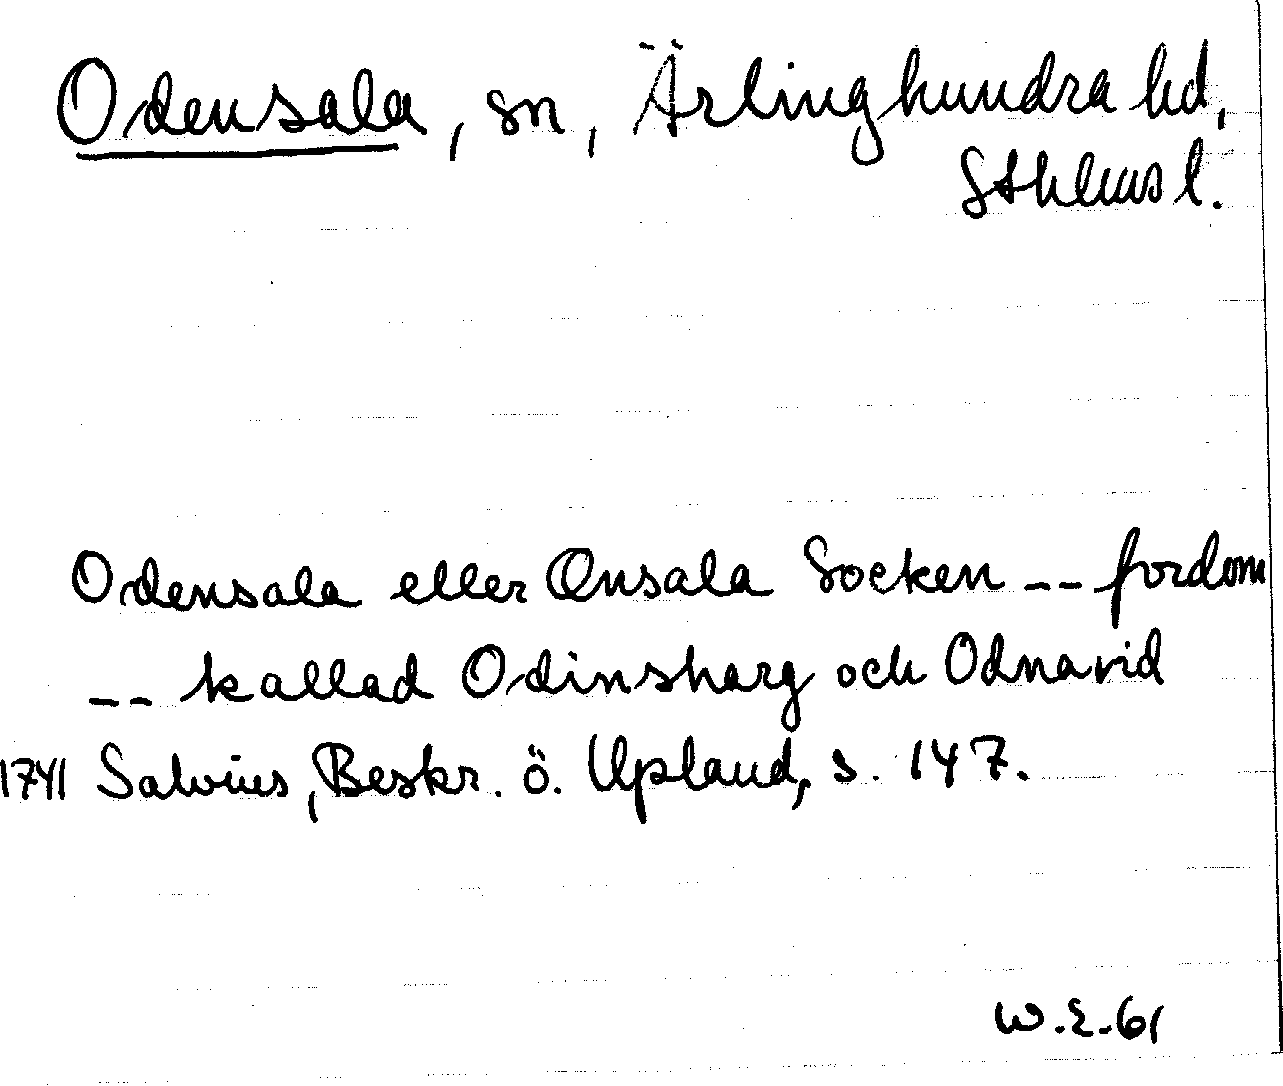 Odensala, sn, Ärlinghundra hd,
Sthlms l.
Odensala eller Onsala Socken -- fordom
-- kallad Odinsharg och Odnavid
1741 Salvius, Beskr. ö. Upland, s. 147.
W.E.61